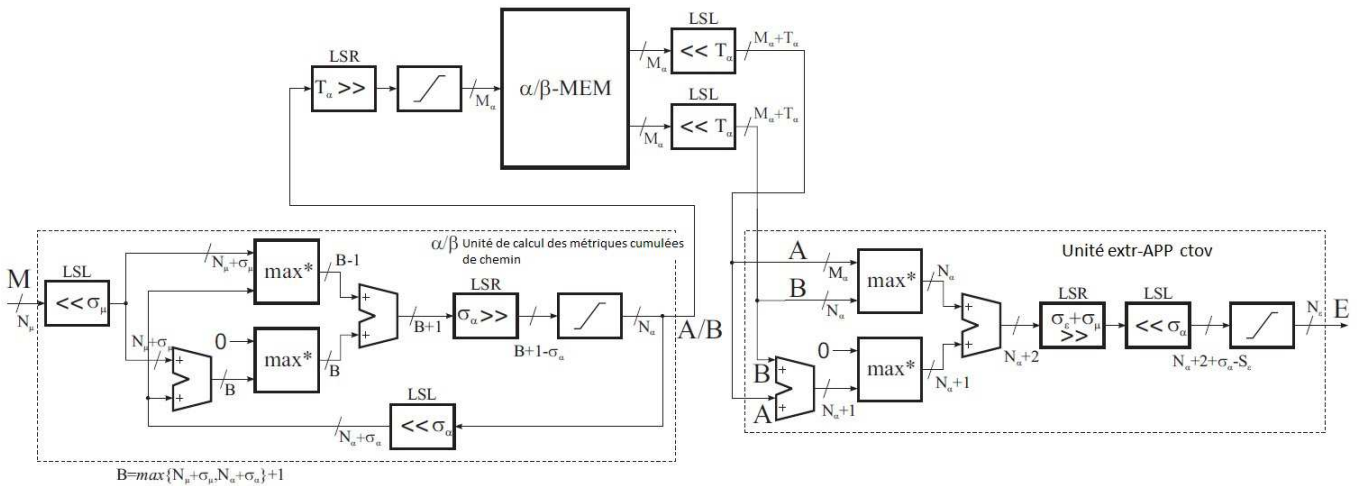 LSR
T_α >>
M_α
α/β-MEM
M_α
LSL
<< T_α
M_α+T_α
M_α
LSL
<< T_α
M_α+T_α
M
N_μ
LSL
<< σ_μ
N_μ+σ_μ
max*
B-1
α/β Unité de calcul des métriques cumulées
de chemin
N_μ+σ_μ
+
+
B
0
max*
B
+
+
B+1
LSR
σ_α >>
B+1-σ_α
N_α
A/B
LSL
<< σ_α
N_α+σ_α
B=max{N_μ+σ_μ,N_α+σ_α}+1
Unité extr-APP ctov
A
M_α
B
N_α
max*
N_α
B
+
A
+
N_α+1
0
max*
N_α+1
+
+
N_α+2
LSR
σ_ε+σ_μ
>>
LSL
<< σ_α
N_α+2+σ_α-S_ε
N_ε
E